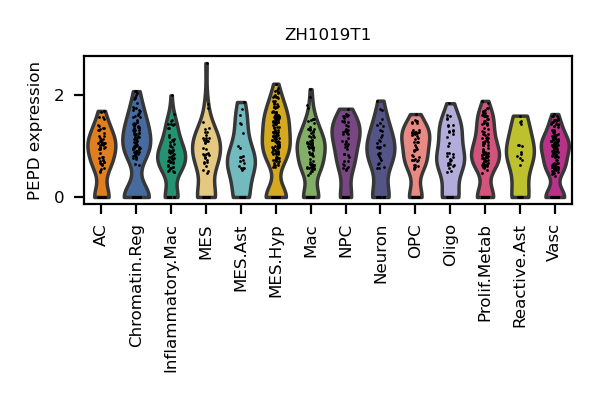 ZH1019T1
PEPD expression
2
0
AC
Chromatin.Reg
Inflammatory.Mac
MES
MES.Ast
MES.Hyp
Mac
NPC
Neuron
OPC
Oligo
Prolif.Metab
Reactive.Ast
Vasc